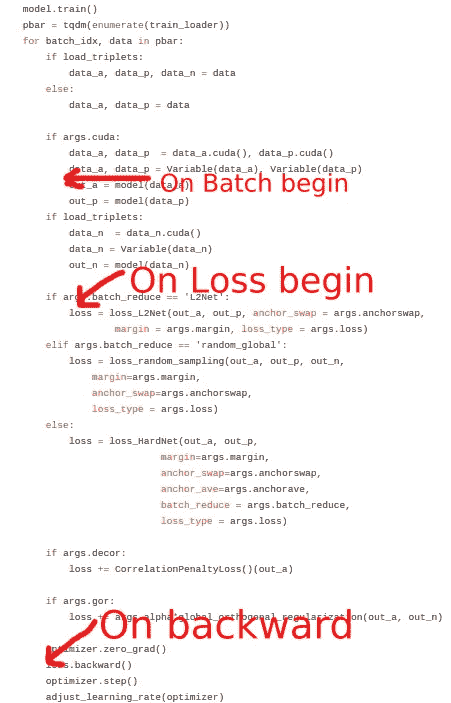 model.train()
pbar = tqdm(enumerate(train_loader))
for batch_idx, data in pbar:
if load_triplets:
data_a, data_p, data_n = data
else:
data_a, data_p = data
if args.cuda:
data_a, data_p  = data_a.cuda(), data_p.cuda()
data_a, data_p = Variable(data_a), Variable(data_p)
On Batch begin
out_a = model(data_a)
out_p = model(data_p)
if load_triplets:
data_n  = data_n.cuda()
data_n = Variable(data_n)
out_n = model(data_n)
On Loss begin
if args.batch_reduce == 'L2Net':
loss = loss_L2Net(out_a, out_p, anchor_swap = args.anchorswap,
margin = args.margin, loss_type = args.loss)
elif args.batch_reduce == 'random_global':
loss = loss_random_sampling(out_a, out_p, out_n,
margin=args.margin,
anchor_swap=args.anchorswap,
loss_type = args.loss)
else:
loss = loss_HardNet(out_a, out_p,
margin=args.margin,
anchor_swap=args.anchorswap,
anchor_ave=args.anchorave,
batch_reduce = args.batch_reduce,
loss_type = args.loss)
if args.decor:
loss += CorrelationPenaltyLoss()(out_a)
if args.gor:
loss += args.alpha*global_orthogonal_regularization(out_a, out_n)
On backward
optimizer.zero_grad()
loss.backward()
optimizer.step()
adjust_learning_rate(optimizer)